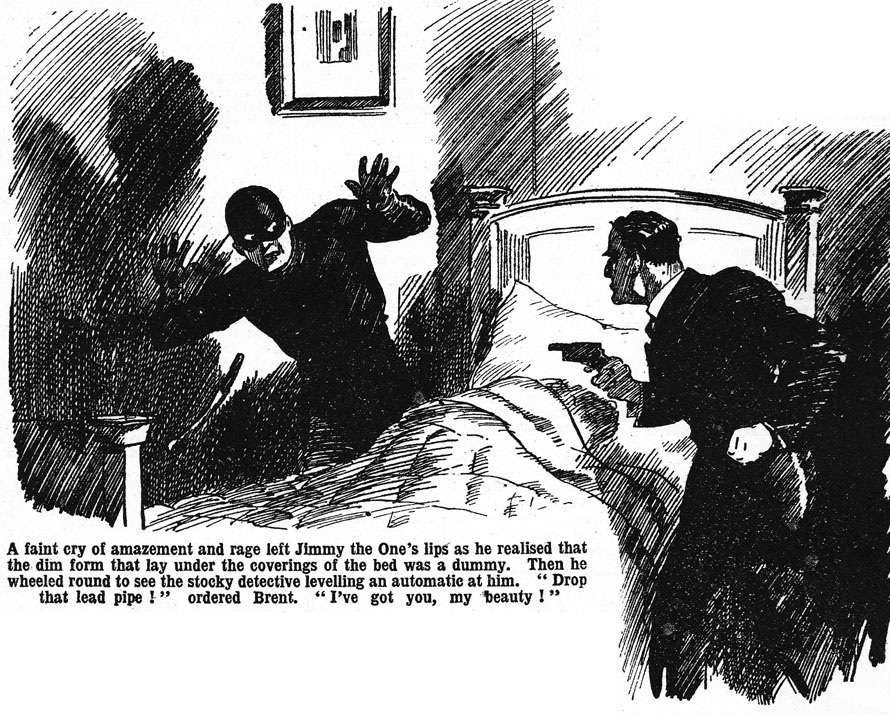 A faint cry of amazement and rage left Jimmy the One's lips as he realised that
the dim form that lay under the coverings of the bed was a dummy. Then he
wheeled round to see the stocky detective levelling an automatic at him. “ Drop
that lead pipe ! ” ordered Brent. “ I've got you, my beauty ! ”